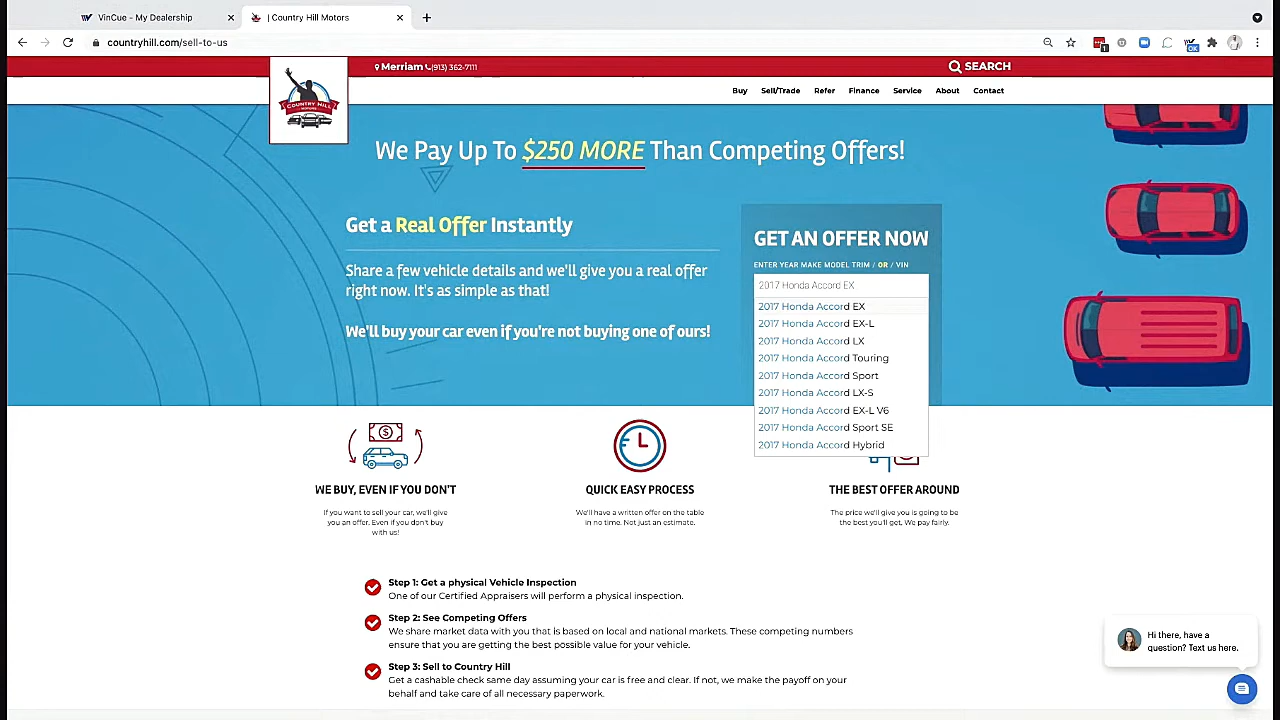 VinCue - My Dealership
| Country Hill Motors
countryhill.com/sell-to-us
1
OK
Merriam (913) 362-7111
SEARCH
COUNTRY HILL
MOTORS
Buy Sell/Trade Refer Finance Service About Contact
We Pay Up To $250 MORE Than Competing Offers!
Get a Real Offer Instantly
Share a few vehicle details and we'll give you a real offer
right now. It's as simple as that!
We'll buy your car even if you're not buying one of ours!
GET AN OFFER NOW
ENTER YEAR MAKE MODEL TRIM / OR / VIN
2017 Honda Accord EX
2017 Honda Accord EX
2017 Honda Accord EX-L
2017 Honda Accord LX
2017 Honda Accord Touring
2017 Honda Accord Sport
2017 Honda Accord LX-S
2017 Honda Accord EX-L V6
2017 Honda Accord Sport SE
2017 Honda Accord Hybrid
WE BUY, EVEN IF YOU DON'T
If you want to sell your car, we'll give
you an offer. Even if you don't buy
with us!
QUICK EASY PROCESS
We'll have a written offer on the table
in no time. Not just an estimate.
THE BEST OFFER AROUND
The price we'll give you is going to be
the best you'll get. We pay fairly.
Step 1: Get a physical Vehicle Inspection
One of our Certified Appraisers will perform a physical inspection.
Step 2: See Competing Offers
We share market data with you that is based on local and national markets. These competing numbers
ensure that you are getting the best possible value for your vehicle.
Step 3: Sell to Country Hill
Get a cashable check same day assuming your car is free and clear. If not, we make the payoff on your
behalf and take care of all necessary paperwork.
Hi there, have a
question? Text us here.